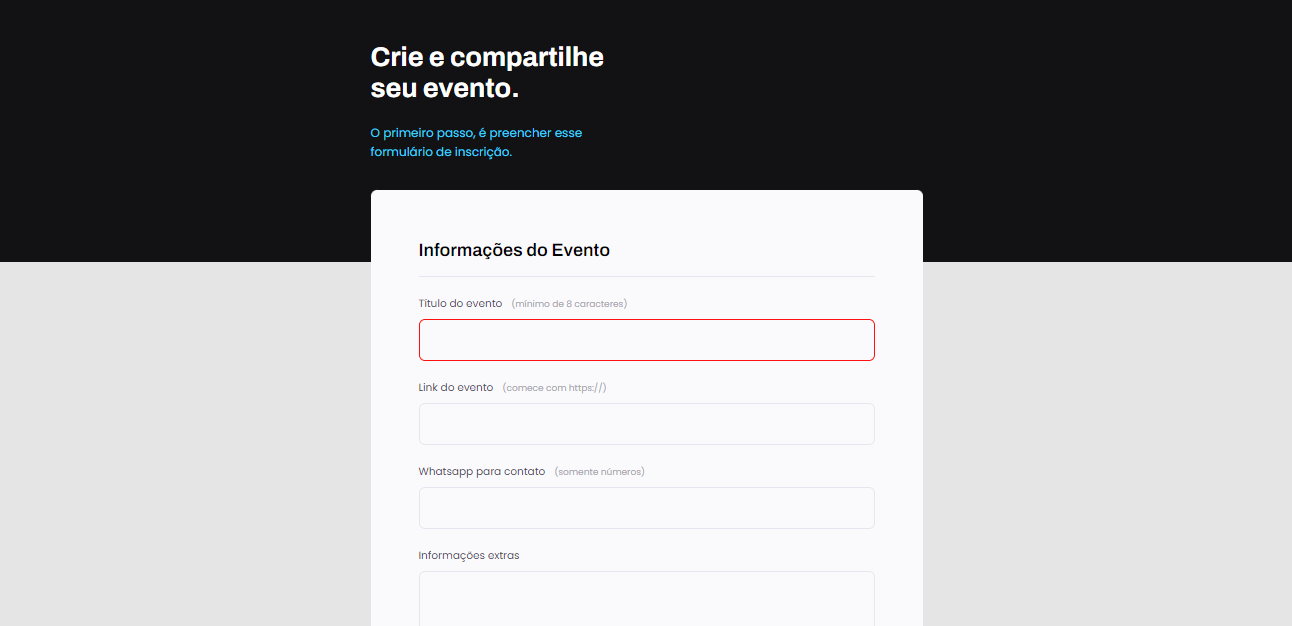 Crie e compartilhe
seu evento.
O primeiro passo, é preencher esse
formulário de inscrição.
Informações do Evento
Título do evento (mínimo de 8 caracteres)
Link do evento (comece com https://)
Whatsapp para contato (somente números)
Informações extras